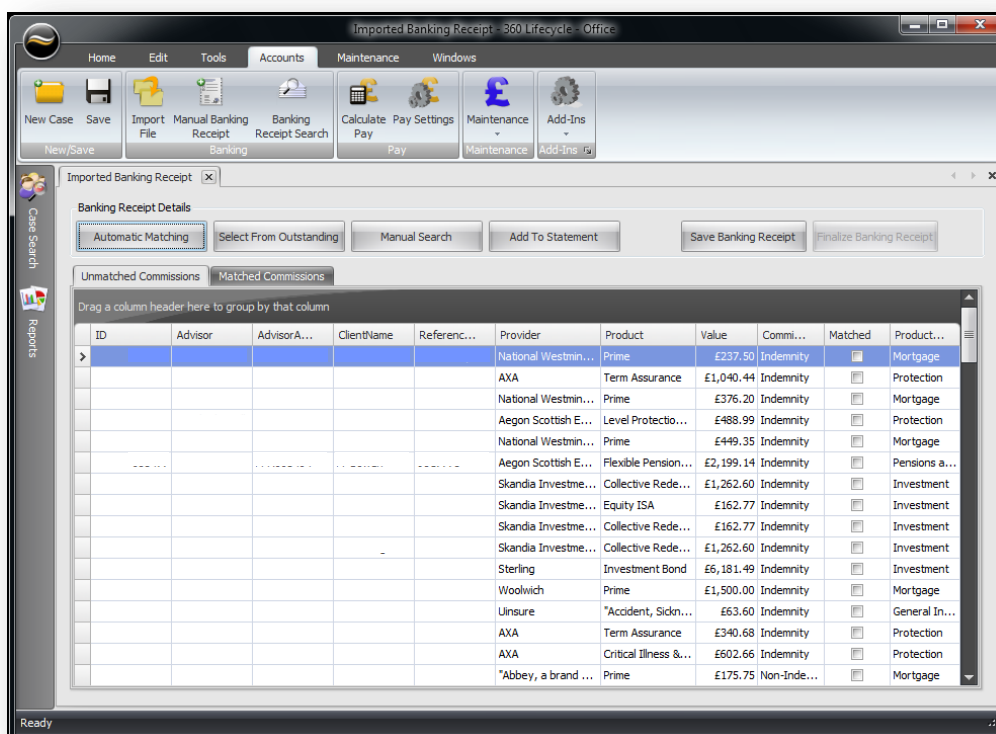 Imported Banking Receipt - 360 Lifecycle - Office
Home Edit Tools Accounts Maintenance Windows
New Case Save Import File Manual Banking Receipt Banking Receipt Search Calculate Pay Pay Settings Maintenance Add-Ins
New/Save Banking Pay Maintenance Add-Ins
Case Search
Reports
Imported Banking Receipt
Banking Receipt Details
Automatic Matching Select From Outstanding Manual Search Add To Statement Save Banking Receipt Finalize Banking Receipt
Unmatched Commissions Matched Commissions
Drag a column header here to group by that column
ID Advisor AdvisorA... ClientName Referenc... Provider Product Value Commi... Matched Product...
National Westmin... Prime £237.50 Indemnity Mortgage
AXA Term Assurance £1,040.44 Indemnity Protection
National Westmin... Prime £376.20 Indemnity Mortgage
Aegon Scottish E... Level Protectio... £488.99 Indemnity Protection
National Westmin... Prime £449.35 Indemnity Mortgage
Aegon Scottish E... Flexible Pension... £2,199.14 Indemnity Pensions a...
Skandia Investme... Collective Rede... £1,262.60 Indemnity Investment
Skandia Investme... Equity ISA £162.77 Indemnity Investment
Skandia Investme... Collective Rede... £162.77 Indemnity Investment
Skandia Investme... Collective Rede... £1,262.60 Indemnity Investment
Sterling Investment Bond £6,181.49 Indemnity Investment
Woolwich Prime £1,500.00 Indemnity Mortgage
Uinsure "Accident, Sickn... £63.60 Indemnity General In...
AXA Term Assurance £340.68 Indemnity Protection
AXA Critical Illness &... £602.66 Indemnity Protection
"Abbey, a brand ... Prime £175.75 Non-Inde... Mortgage
Ready